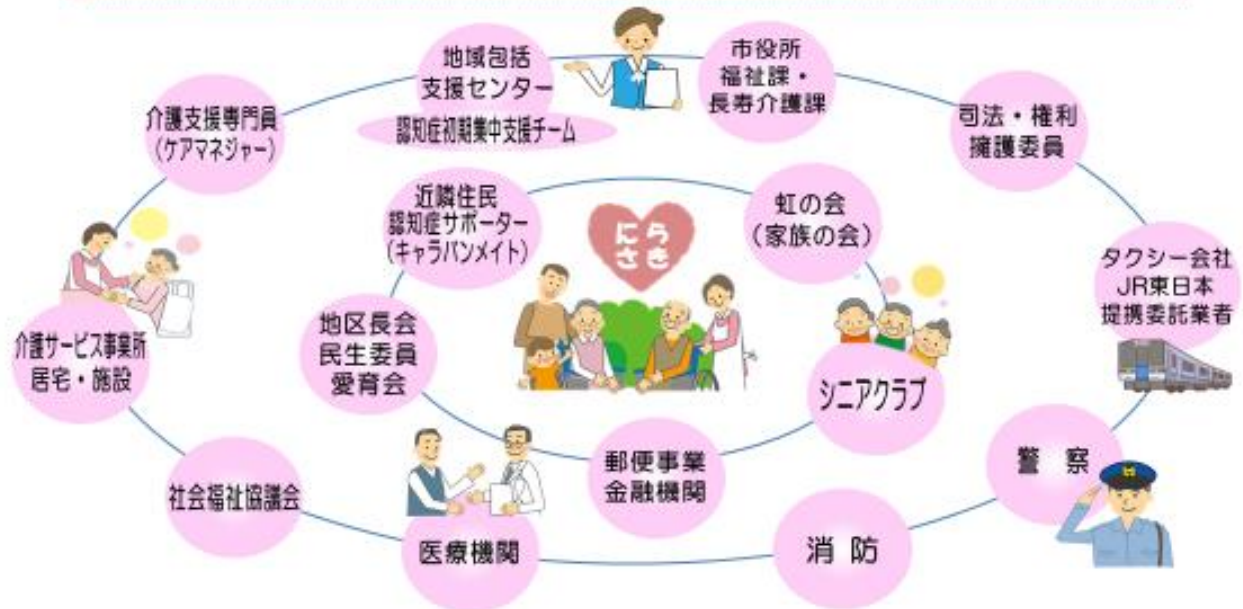 地域包括
支援センター
認知症初期集中支援チーム
市役所
福祉課・
長寿介護課
介護支援専門員
(ケアマネジャー)
司法・権利
擁護委員
近隣住民
認知症サポーター
(キャラバンメイト)
にら
さき
虹の会
(家族の会)
タクシー会社
JR東日本
提携委託業者
介護サービス事業所
居宅・施設
地区長会
民生委員
愛育会
シニアクラブ
郵便事業
金融機関
警察
社会福祉協議会
医療機関
消防